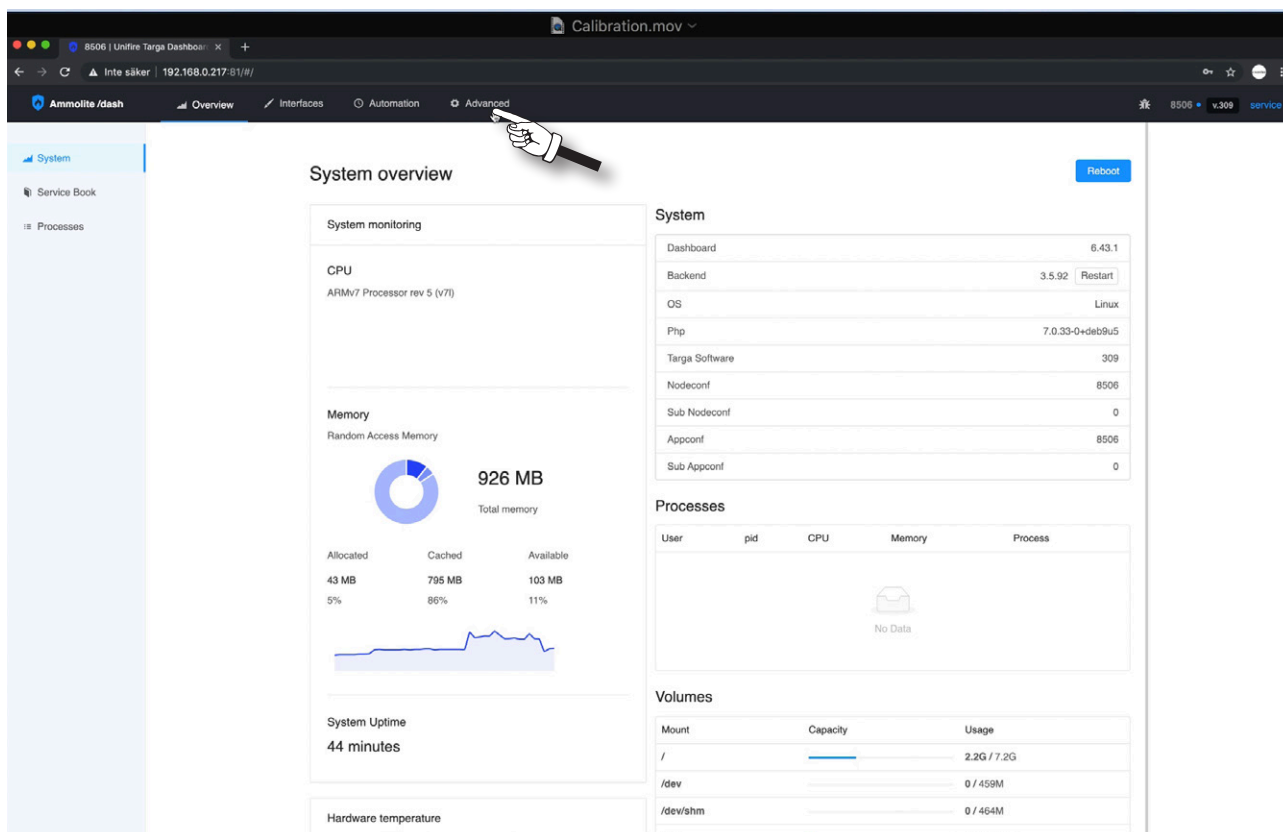 Calibration.mov
8506 | Unifire Targa Dashboar
Inte säker | 192.168.0.217:81/#/
Ammolite /dash Overview Interfaces Automation Advanced 8506 v.309 service
System
Service Book
Processes
System overview Reboot
System monitoring
CPU
ARMv7 Processor rev 5 (v7l)
Memory
Random Access Memory
926 MB
Total memory
Allocated Cached Available
43 MB 795 MB 103 MB
5% 86% 11%
System Uptime
44 minutes
Hardware temperature
System
Dashboard 6.43.1
Backend 3.5.92 Restart
OS Linux
Php 7.0.33-0+deb9u5
Targa Software 309
Nodeconf 8506
Sub Nodeconf 0
Appconf 8506
Sub Appconf 0
Processes
User pid CPU Memory Process
No Data
Volumes
Mount Capacity Usage
/ 2.2G / 7.2G
/dev 0 / 459M
/dev/shm 0 / 464M